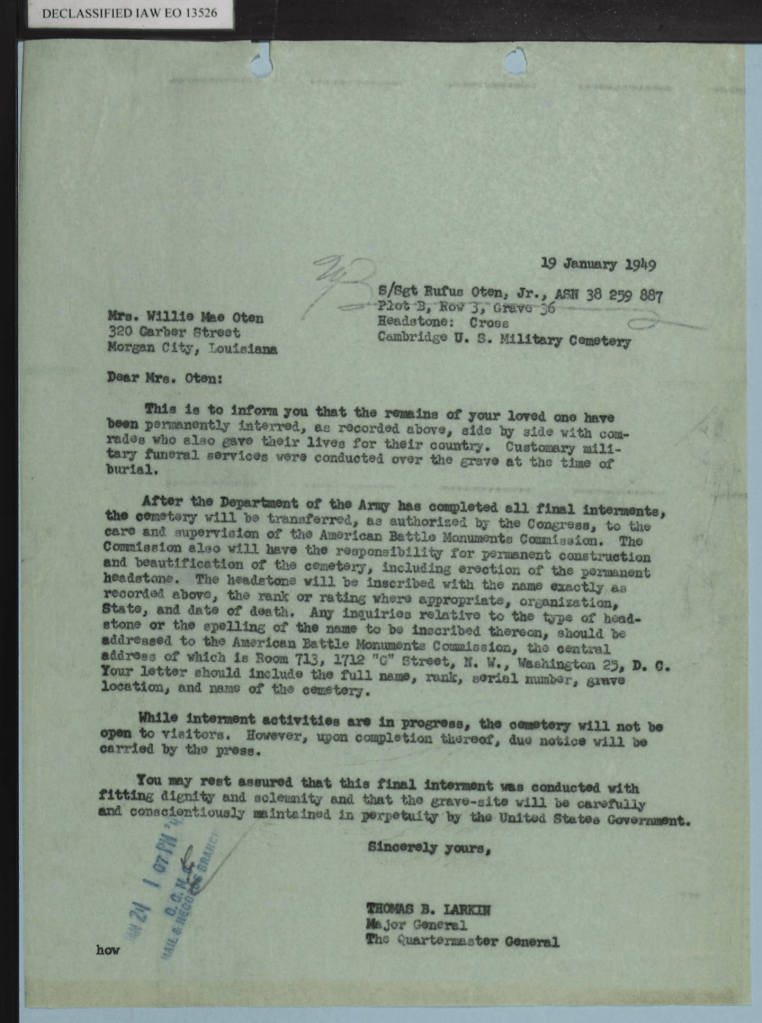 DECLASSIFIED IAW EO 13526
19 January 1949
S/Sgt Rufus Oten, Jr., ASN 38 259 887
Plot B, Row 3, Grave 36
Headstone: Cross
Cambridge U. S. Military Cemetery
Mrs. Willie Mae Oten
320 Garber Street
Morgan City, Louisiana
Dear Mrs. Oten:
This is to inform you that the remains of your loved one have
been permanently interred, as recorded above, side by side with com-
rades who also gave their lives for their country. Customary mili-
tary funeral services were conducted over the grave at the time of
burial.
After the Department of the Army has completed all final interments,
the cemetery will be transferred, as authorized by the Congress, to the
care and supervision of the American Battle Monuments Commission. The
Commission also will have the responsibility for permanent construction
and beautification of the cemetery, including erection of the permanent
headstone. The headstone will be inscribed with the name exactly as
recorded above, the rank or rating where appropriate, organization,
State, and date of death. Any inquiries relative to the type of head-
stone or the spelling of the name to be inscribed thereon, should be
addressed to the American Battle Monuments Commission, the central
address of which is Room 713, 1712 "G" Street, N. W., Washington 25, D. C.
Your letter should include the full name, rank, serial number, grave
location, and name of the cemetery.
While interment activities are in progress, the cemetery will not be
open to visitors. However, upon completion thereof, due notice will be
carried by the press.
You may rest assured that this final interment was conducted with
fitting dignity and solemnity and that the grave-site will be carefully
and conscientiously maintained in perpetuity by the United States Government.
Sincerely yours,
THOMAS B. LARKIN
Major General
The Quartermaster General
how
24 1 07 PM
MAIL & RECORDS BRANCH